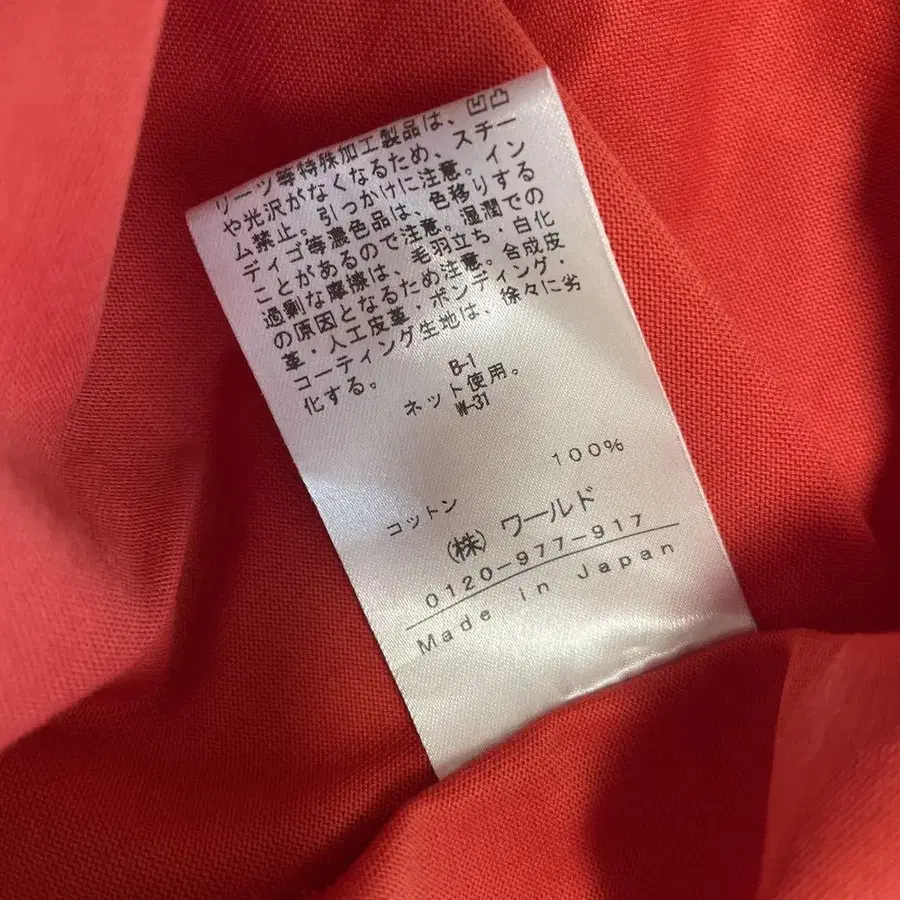 リーツ等特殊加工製品は、凹凸
や光沢がなくなるため、スチー
ム禁止。引っかけに注意。イン
ディゴ等濃色品は、色移りする
ことがあるので注意。湿潤での
過剰な摩擦は、毛羽立ち・白化
の原因となるため注意。合成皮
革・人工皮革・ボンディング・
コーティング生地は、徐々に劣
化する。
B-1
ネット使用。
W-31
コットン 100%
(株) ワールド
0120-977-917
Made in Japan